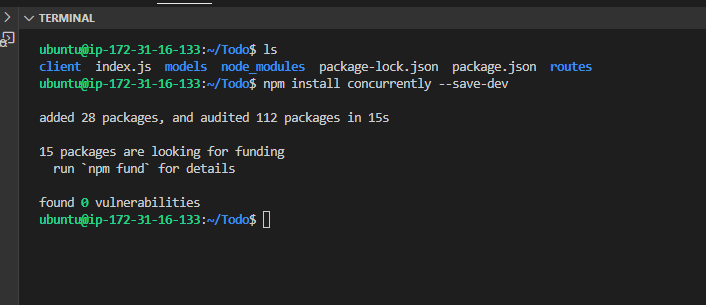 TERMINAL
ubuntu@ip-172-31-16-133:~/Todo$ ls
client index.js models node_modules package-lock.json package.json routes
ubuntu@ip-172-31-16-133:~/Todo$ npm install concurrently --save-dev
added 28 packages, and audited 112 packages in 15s
15 packages are looking for funding
run `npm fund` for details
found 0 vulnerabilities
ubuntu@ip-172-31-16-133:~/Todo$